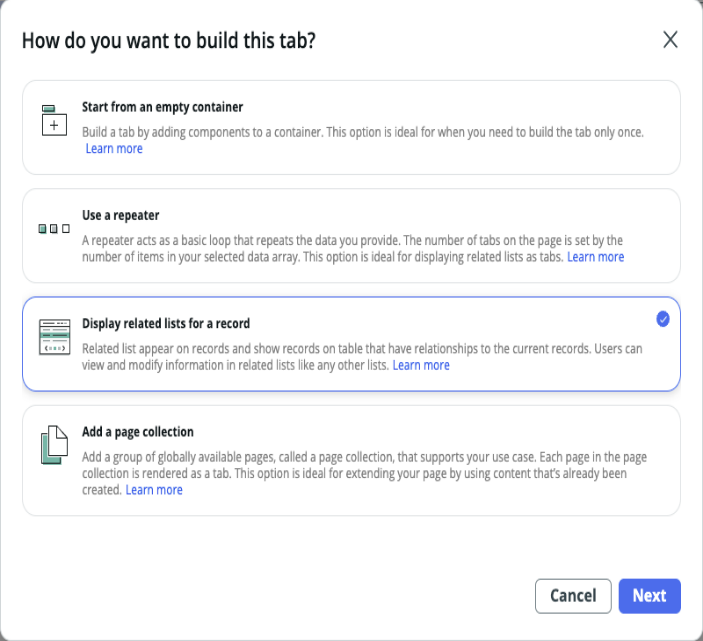 How do you want to build this tab?
Start from an empty container
Build a tab by adding components to a container. This option is ideal for when you need to build the tab only once.
Learn more
Use a repeater
A repeater acts as a basic loop that repeats the data you provide. The number of tabs on the page is set by the
number of items in your selected data array. This option is ideal for displaying related lists as tabs. Learn more
Display related lists for a record
Related list appear on records and show records on table that have relationships to the current records. Users can
view and modify information in related lists like any other lists. Learn more
Add a page collection
Add a group of globally available pages, called a page collection, that supports your use case. Each page in the page
collection is rendered as a tab. This option is ideal for extending your page by using content that's already been
created. Learn more
Cancel Next